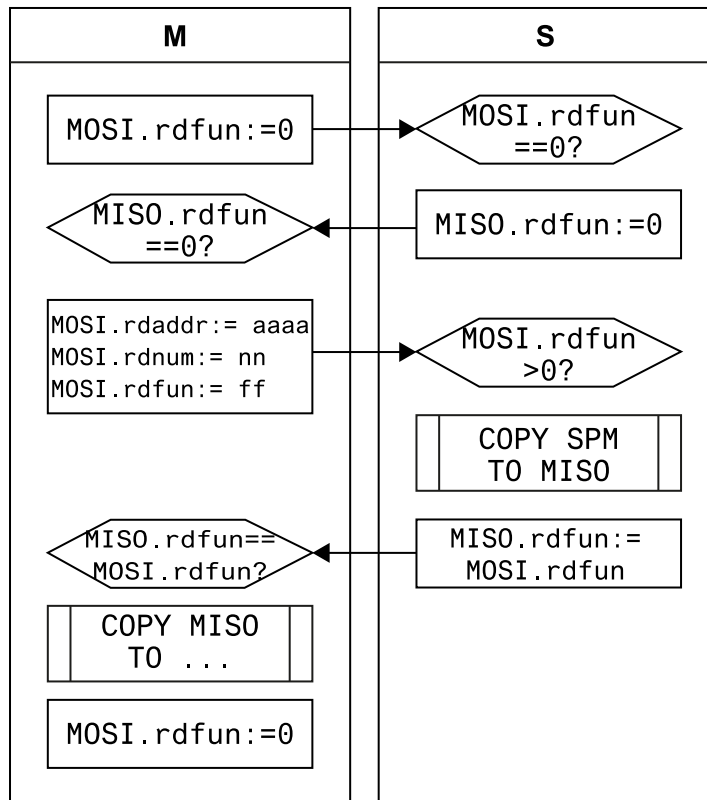 M
S
MOSI.rdfun:=0
MOSI.rdfun
==0?
MISO.rdfun
==0?
MISO.rdfun:=0
MOSI.rdaddr:= aaaa
MOSI.rdnum:= nn
MOSI.rdfun:= ff
MOSI.rdfun
>0?
COPY SPM
TO MISO
MISO.rdfun==
MOSI.rdfun?
MISO.rdfun:=
MOSI.rdfun
COPY MISO
TO ...
MOSI.rdfun:=0